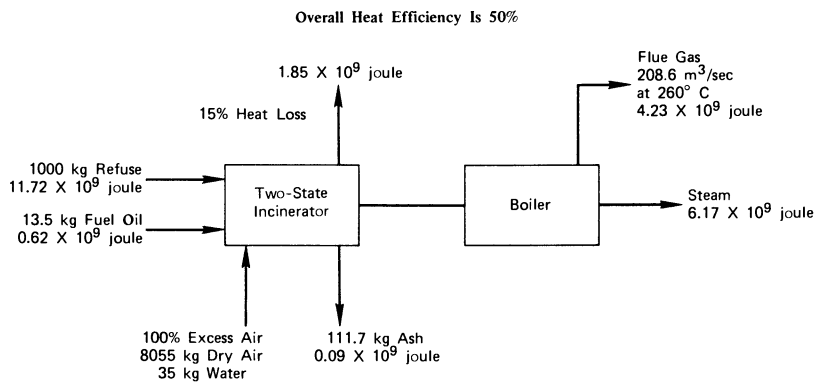 Overall Heat Efficiency Is 50%
1.85 X 10⁹ joule
15% Heat Loss
Flue Gas
208.6 m³/sec
at 260° C
4.23 X 10⁹ joule
1000 kg Refuse
11.72 X 10⁹ joule
13.5 kg Fuel Oil
0.62 X 10⁹ joule
Two-State
Incinerator
Boiler
Steam
6.17 X 10⁹ joule
100% Excess Air
8055 kg Dry Air
35 kg Water
111.7 kg Ash
0.09 X 10⁹ joule